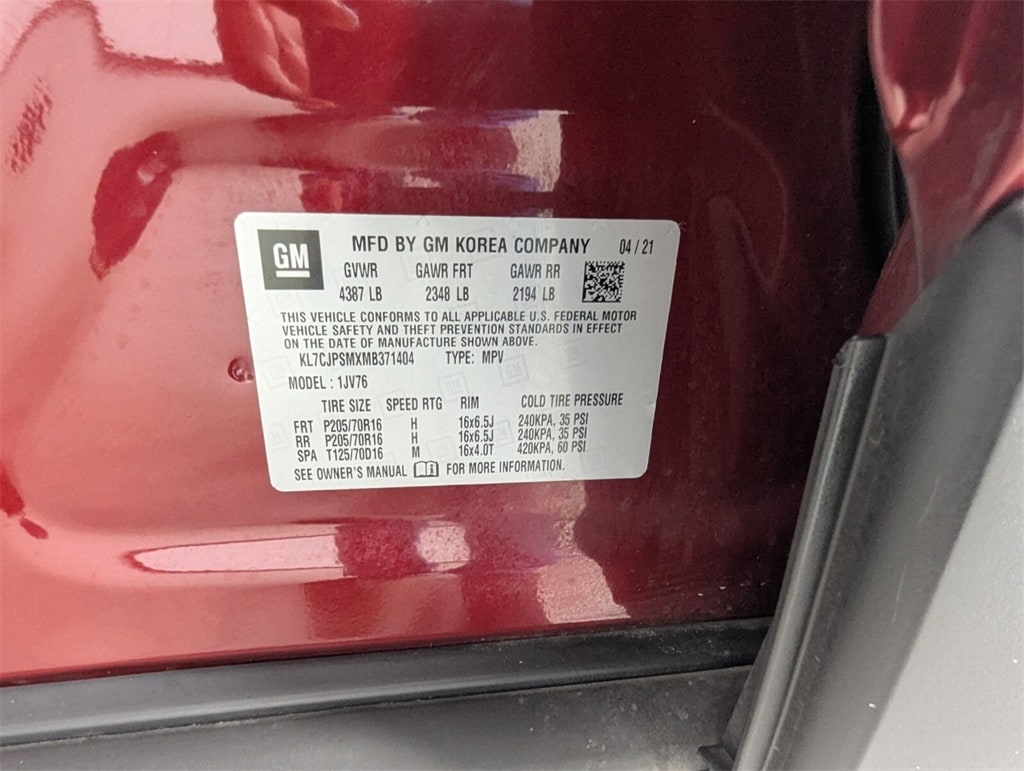 GM
MFD BY GM KOREA COMPANY 04 / 21
GVWR GAWR FRT GAWR RR
4387 LB 2348 LB 2194 LB
THIS VEHICLE CONFORMS TO ALL APPLICABLE U.S. FEDERAL MOTOR
VEHICLE SAFETY AND THEFT PREVENTION STANDARDS IN EFFECT
ON THE DATE OF MANUFACTURE SHOWN ABOVE.
KL7CJPSMXMB371404 TYPE: MPV
MODEL : 1JV76
TIRE SIZE SPEED RTG RIM COLD TIRE PRESSURE
FRT P205/70R16 H 16x6.5J 240KPA, 35 PSI
RR P205/70R16 H 16x6.5J 240KPA, 35 PSI
SPA T125/70D16 M 16x4.0T 420KPA, 60 PSI
SEE OWNER'S MANUAL FOR MORE INFORMATION.